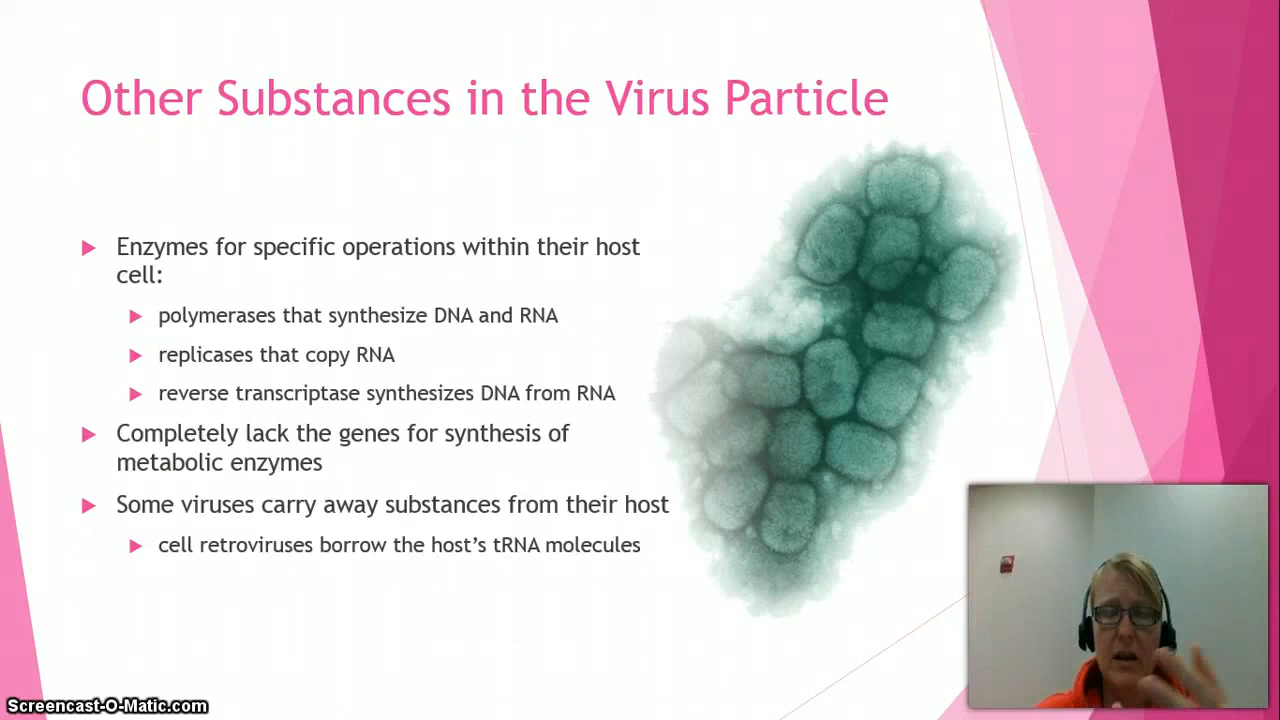 Other Substances in the Virus Particle
Enzymes for specific operations within their host
cell:
polymerases that synthesize DNA and RNA
replicases that copy RNA
reverse transcriptase synthesizes DNA from RNA
Completely lack the genes for synthesis of
metabolic enzymes
Some viruses carry away substances from their host
cell retroviruses borrow the host's tRNA molecules
Screencast-O-Matic.com